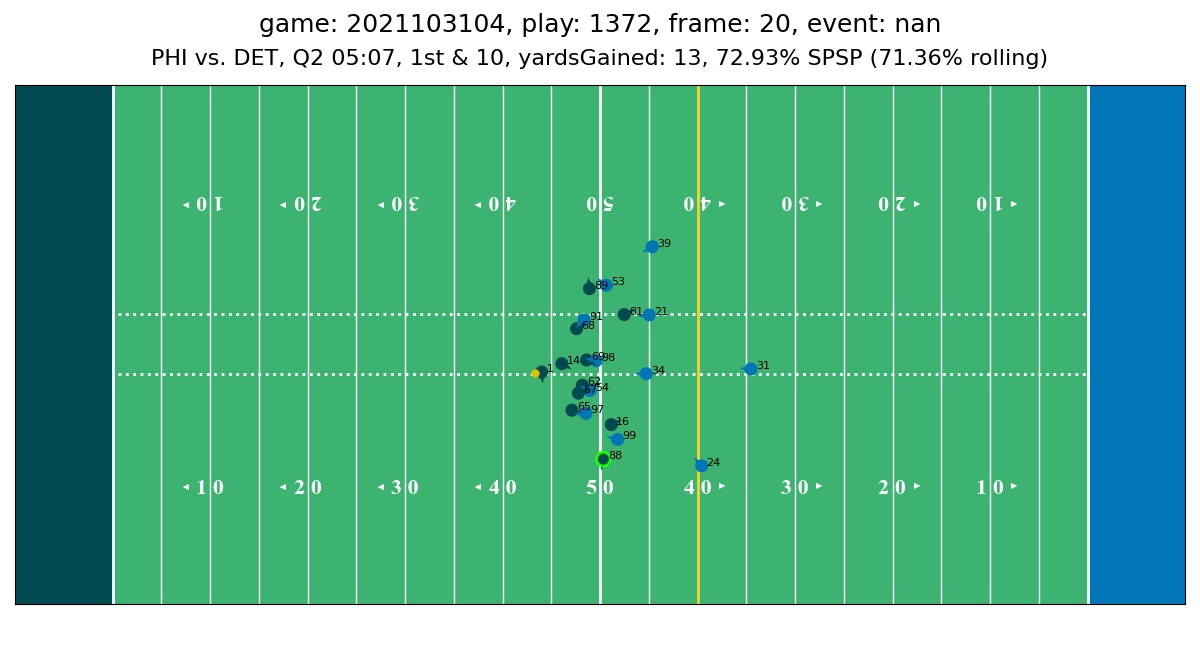 game: 2021103104, play: 1372, frame: 20, event: nan
PHI vs. DET, Q2 05:07, 1st & 10, yardsGained: 13, 72.93% SPSP (71.36% rolling)
10 20 30 40 50 40 30 20 10
39
89 53
81 21
91
68
14 69 98
1 34 31
62
67 54
65 97
16
99
88 24
10 20 30 40 50 40 30 20 10